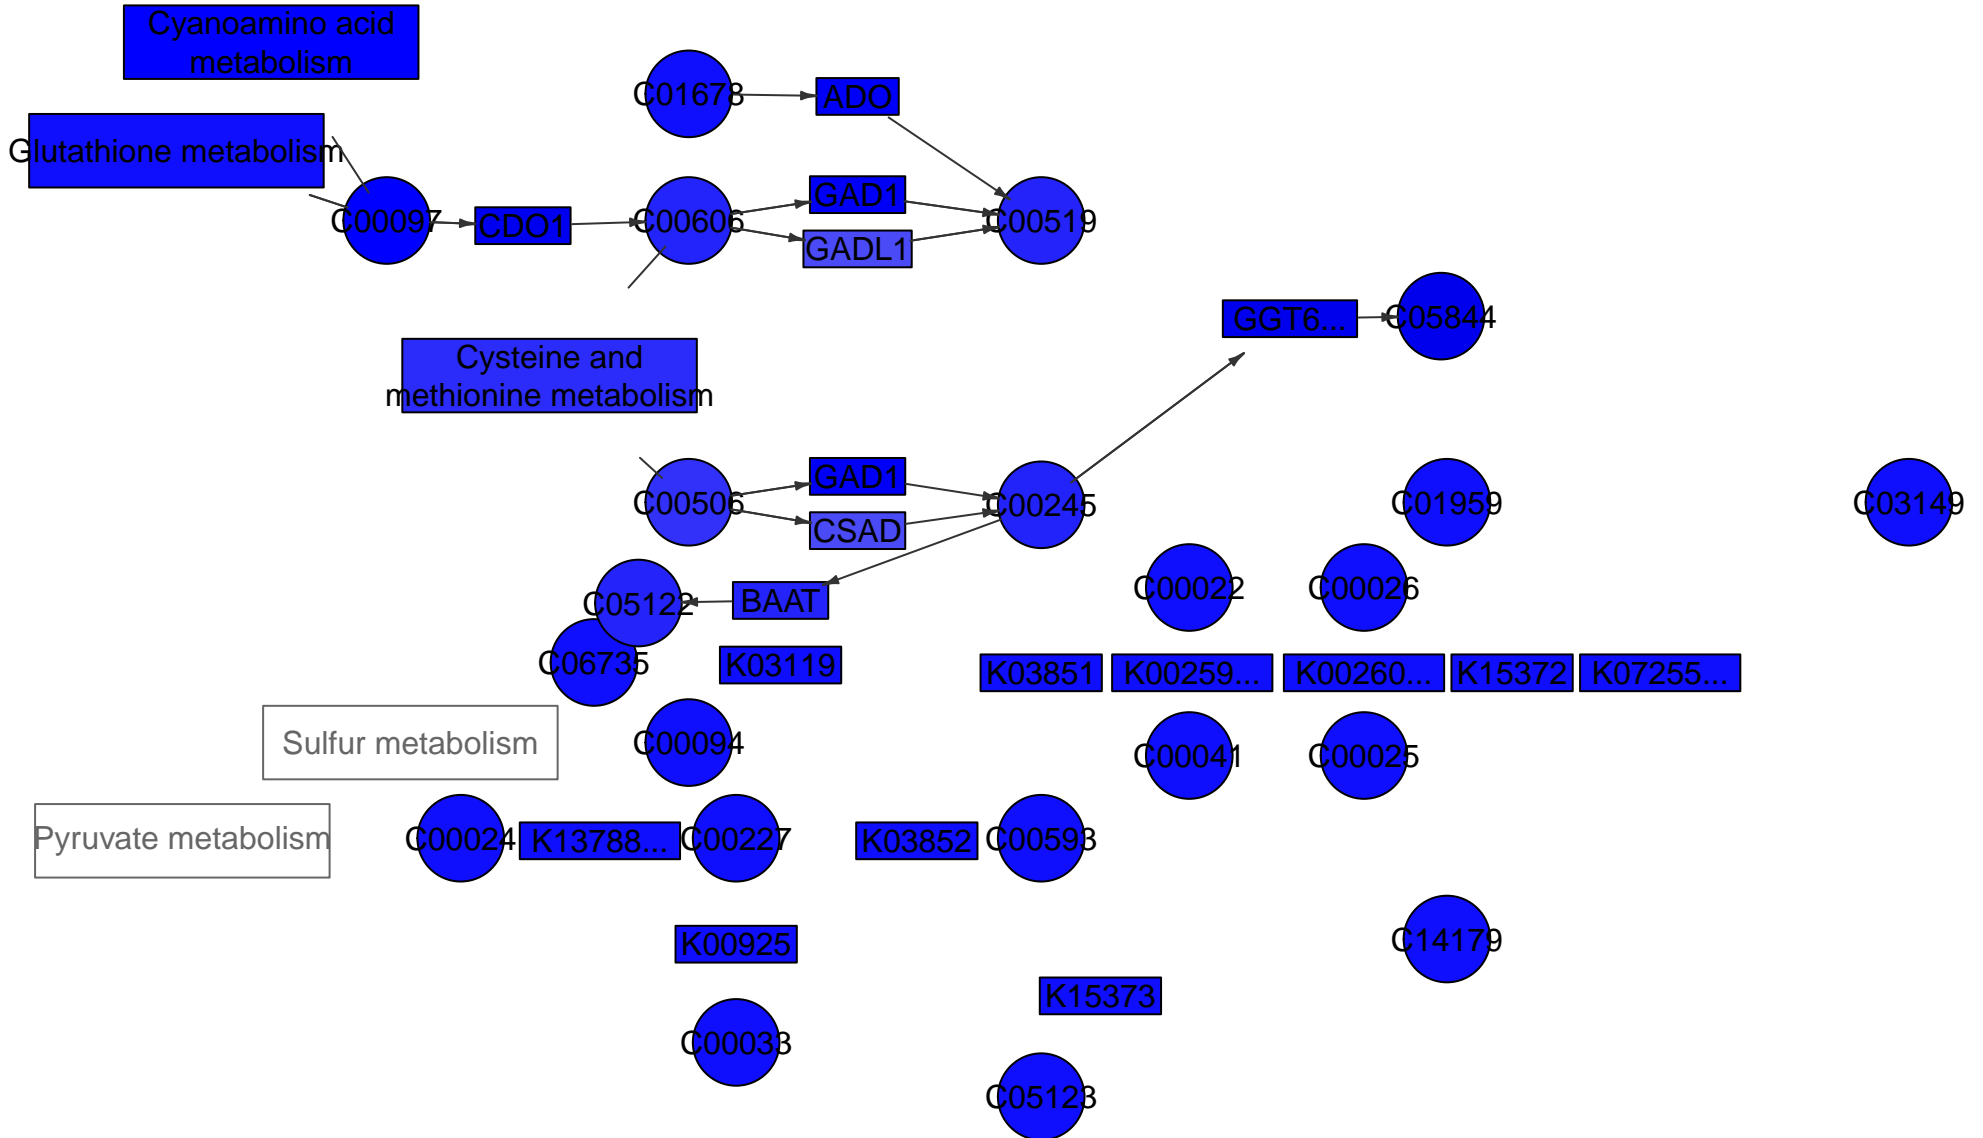 Cyanoamino acid
metabolism
C01678
ADO
Glutathione metabolism
C00097
CDO1
C00606
GAD1
GADL1
C00519
GGT6...
C05844
Cysteine and
methionine metabolism
C00506
GAD1
CSAD
C00245
C01959
C03149
C05122
BAAT
C00022
C00026
C06735
K03119
K03851
K00259...
K00260...
K15372
K07255...
Sulfur metabolism
C00094
C00041
C00025
Pyruvate metabolism
C00024
K13788...
C00227
K03852
C00593
K00925
C14179
K15373
C00033
C05123